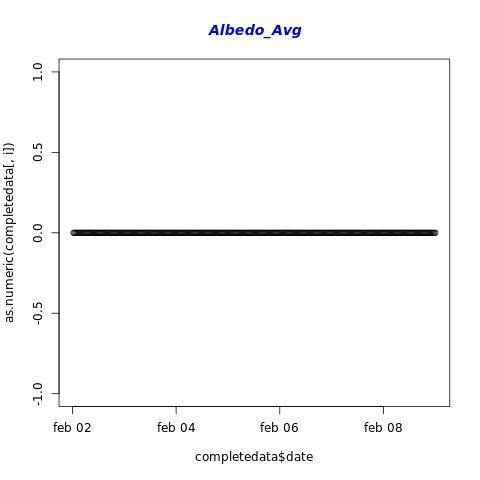 Albedo_Avg
as.numeric(completedata[, i])
1.0
0.5
0.0
-0.5
-1.0
feb 02 feb 04 feb 06 feb 08
completedata$date